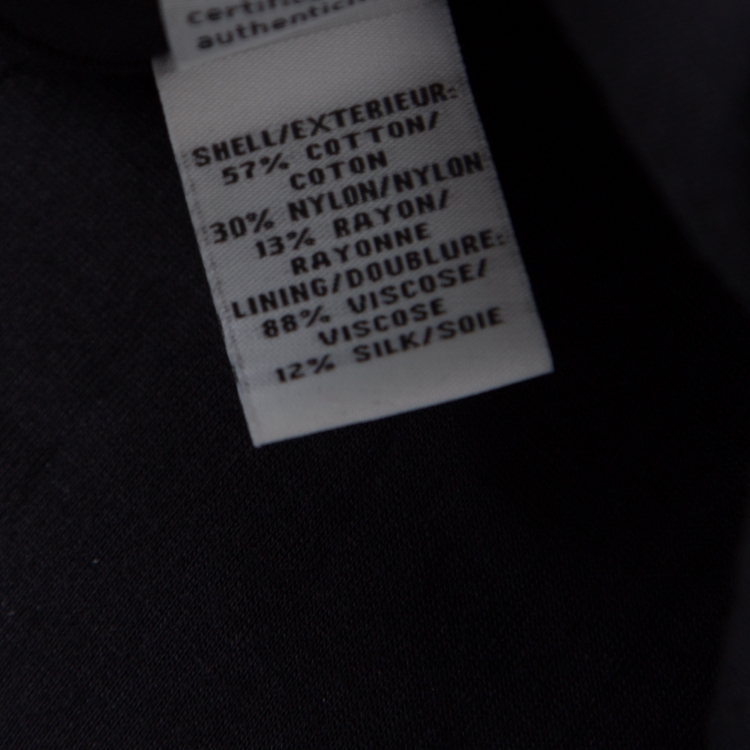 authentic
SHELL/EXTERIEUR:
57% COTTON/
COTON
30% NYLON/NYLON
13% RAYON/
RAYONNE
LINING/DOUBLURE:
88% VISCOSE/
VISCOSE
12% SILK/SOIE